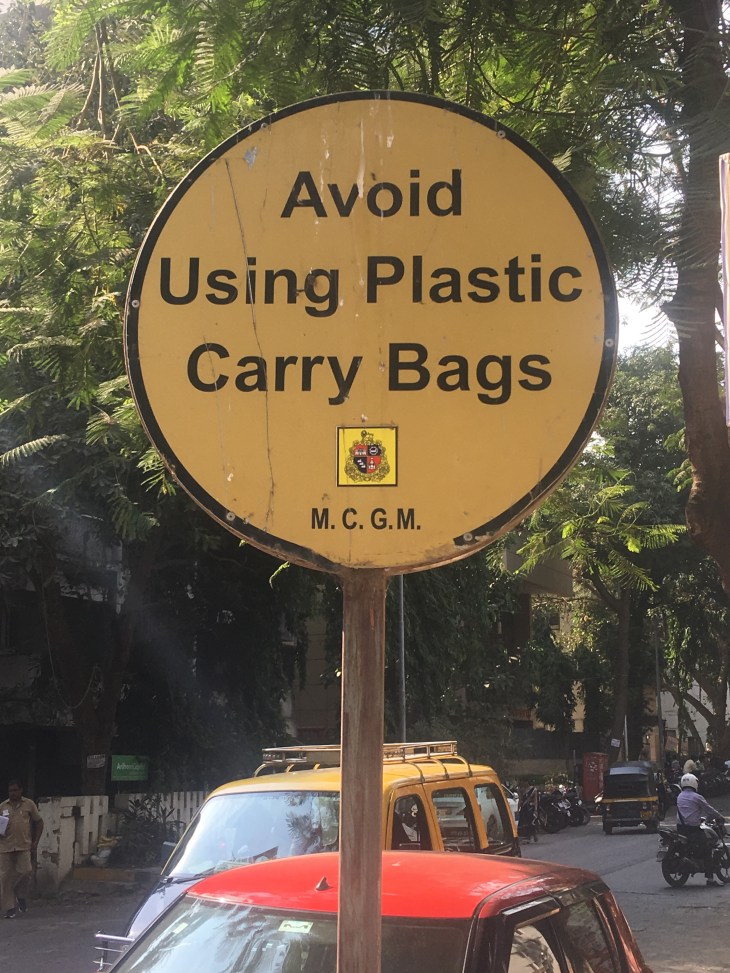 Avoid
Using Plastic
Carry Bags
M. C. G.M.